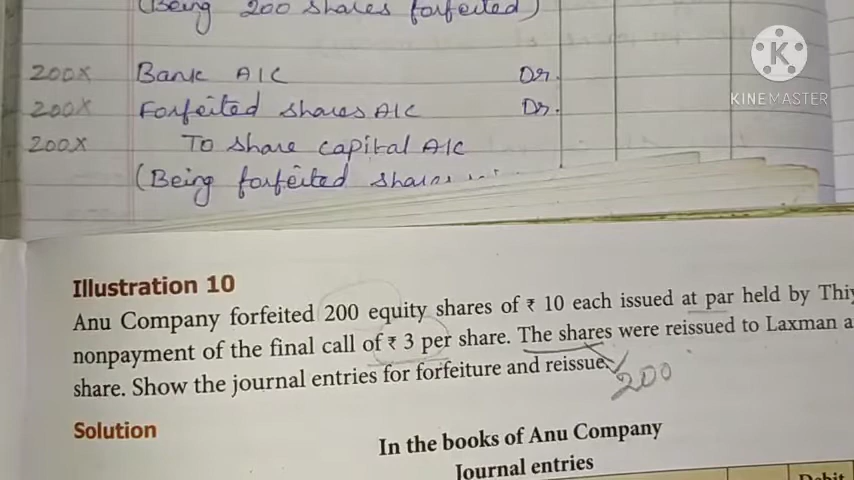 (Being 200 shares forfeited)
200X Bank A/C Dr.
200X Forfeited shares A/C Dr.
200X To share capital A/C
(Being forfeited shares
K
KINEMASTER
Illustration 10
Anu Company forfeited 200 equity shares of ₹ 10 each issued at par held by Thiy
nonpayment of the final call of ₹ 3 per share. The shares were reissued to Laxman a
share. Show the journal entries for forfeiture and reissue.
200
Solution
In the books of Anu Company
Journal entries
Debit